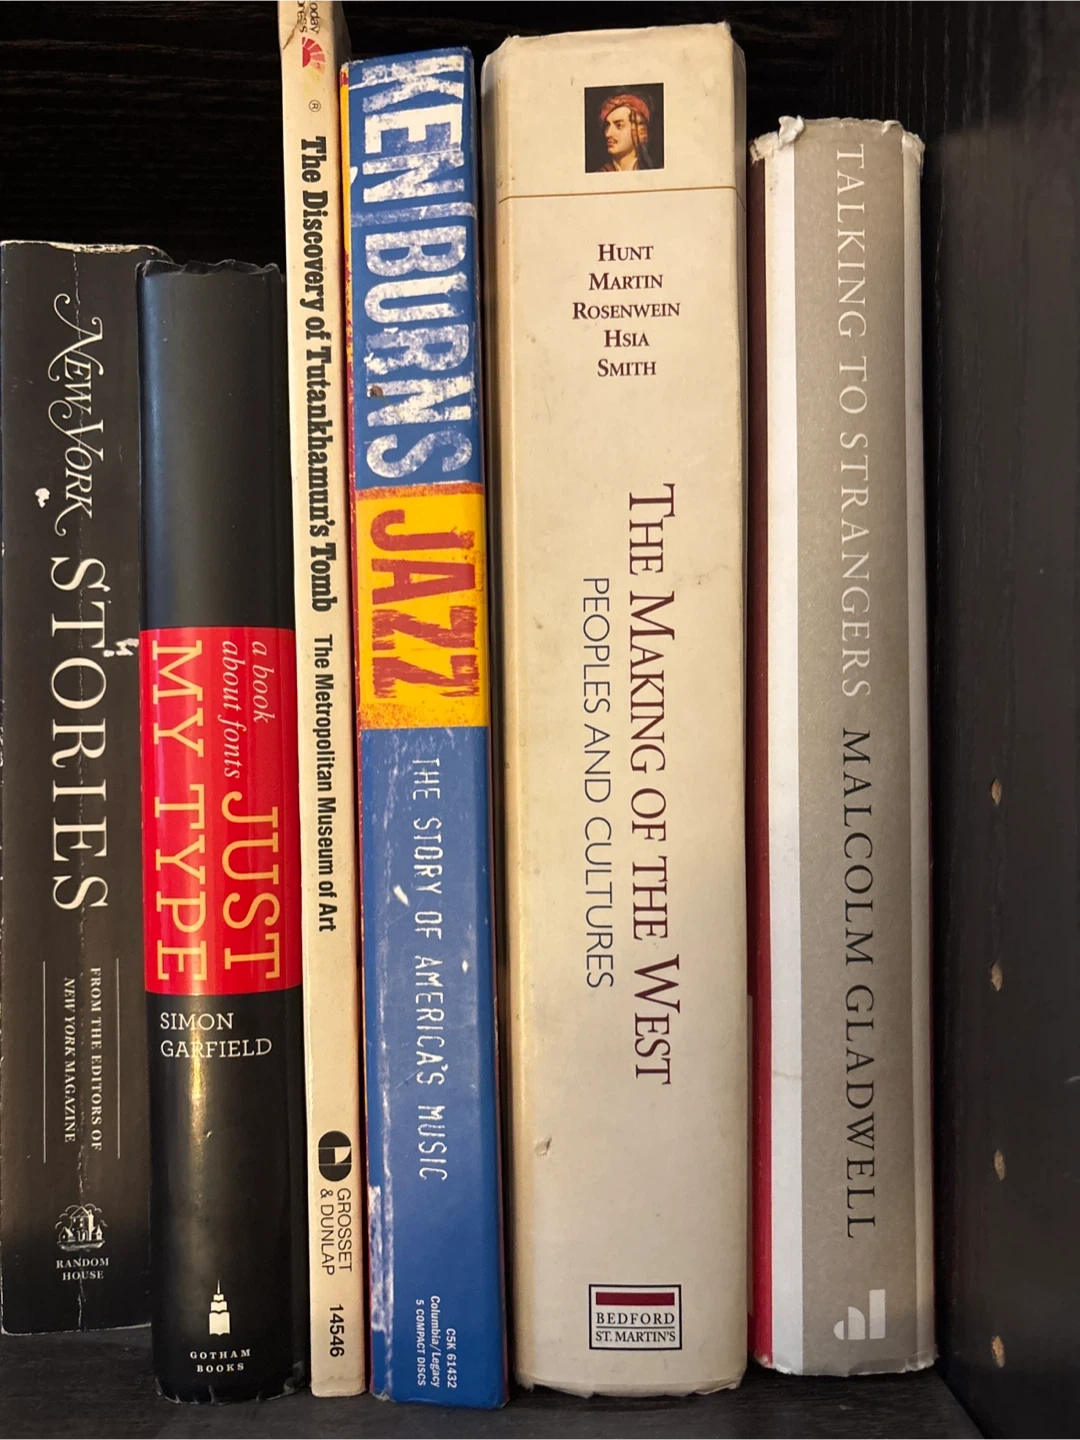 NEW YORK STORIES
FROM THE EDITORS OF
NEW YORK MAGAZINE
RANDOM
HOUSE
a book
about fonts JUST
MY TYPE
SIMON
GARFIELD
GOTHAM
BOOKS
®
The Discovery of Tutankhamun's Tomb The Metropolitan Museum of Art
GROSSET
& DUNLAP
14546
KEN BURNS JAZZ
THE STORY OF AMERICA'S MUSIC
C5K 61432
Columbia/Legacy
5 COMPACT DISCS
HUNT
MARTIN
ROSENWEIN
HSIA
SMITH
THE MAKING OF THE WEST
PEOPLES AND CULTURES
BEDFORD
ST. MARTIN'S
TALKING TO STRANGERS MALCOLM GLADWELL